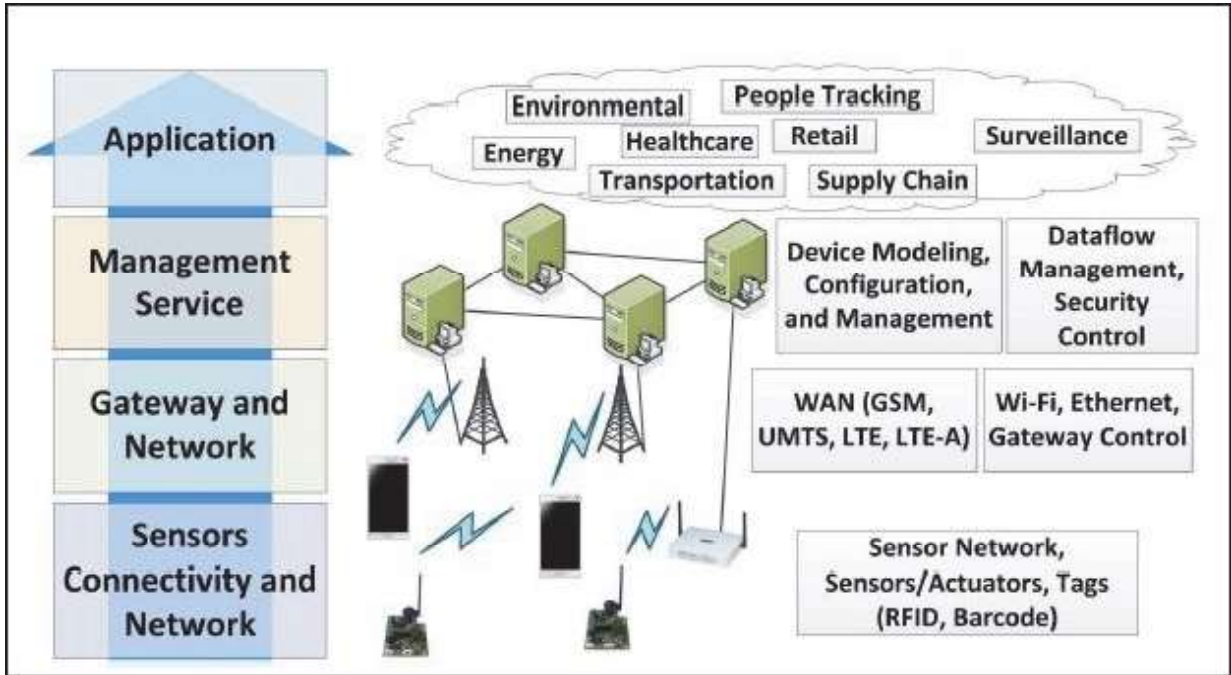 Application
Environmental
People Tracking
Healthcare
Retail
Surveillance
Energy
Transportation
Supply Chain
Management
Service
Device Modeling,
Configuration,
and Management
Dataflow
Management,
Security
Control
Gateway and
Network
WAN (GSM,
UMTS, LTE, LTE-A)
Wi-Fi, Ethernet,
Gateway Control
Sensors
Connectivity and
Network
Sensor Network,
Sensors/Actuators, Tags
(RFID, Barcode)